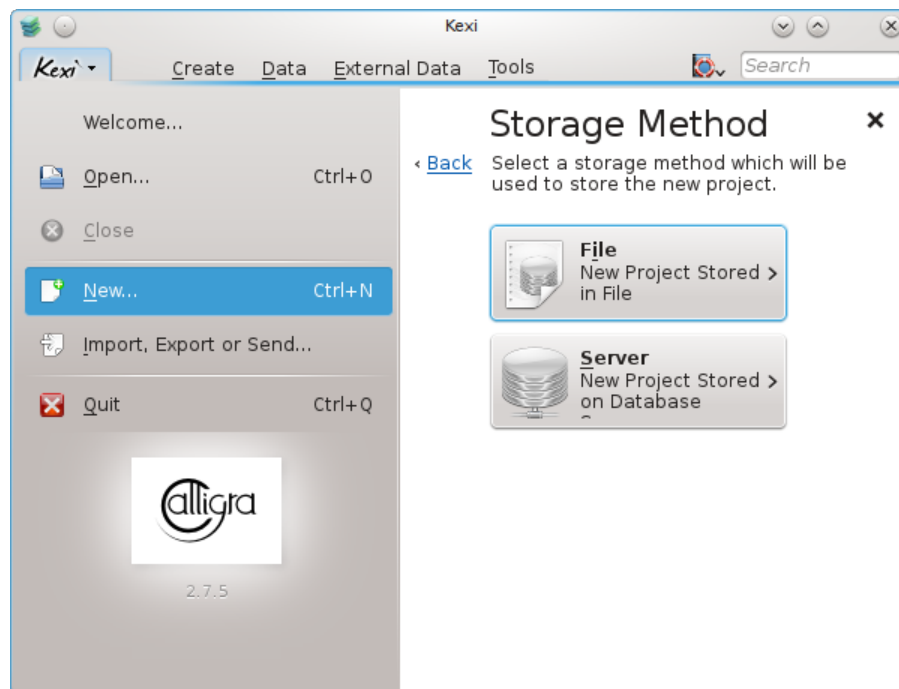 Kexi
Kexi
Create Data External Data Tools
Search
Welcome...
Open... Ctrl+O
Close
New... Ctrl+N
Import, Export or Send...
Quit Ctrl+Q
Calligra
2.7.5
Storage Method
‹ Back
Select a storage method which will be
used to store the new project.
File
New Project Stored
in File
Server
New Project Stored
on Database